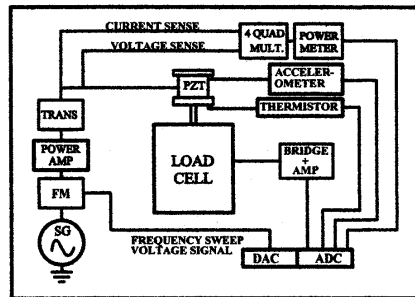 CURRENT SENSE
VOLTAGE SENSE
4 QUAD
MULT.
POWER
METER
PZT
ACCELER-
OMETER
THERMISTOR
TRANS
POWER
AMP
FM
SG
LOAD
CELL
BRIDGE
+
AMP
FREQUENCY SWEEP
VOLTAGE SIGNAL
DAC
ADC